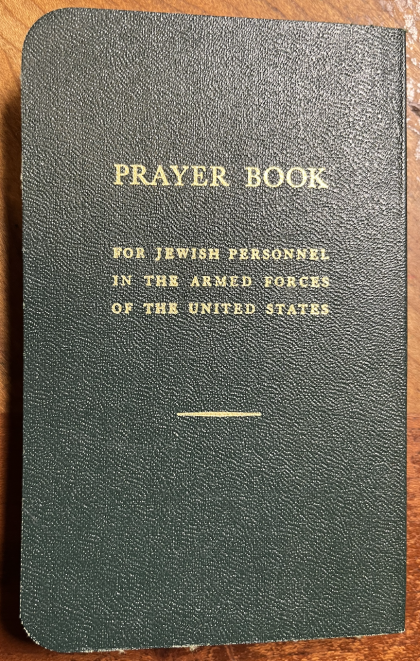 PRAYER BOOK
FOR JEWISH PERSONNEL
IN THE ARMED FORCES
OF THE UNITED STATES